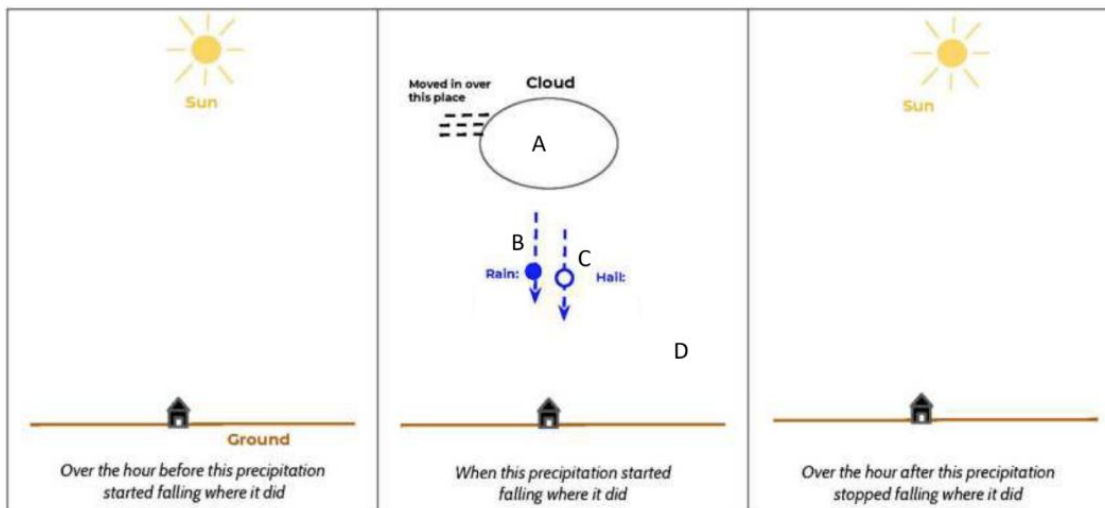 Sun
Ground
Over the hour before this precipitation
started falling where it did
Moved in over
this place
Cloud
A
B
C
Rain:
Hail:
D
When this precipitation started
falling where it did
Sun
Over the hour after this precipitation
stopped falling where it did